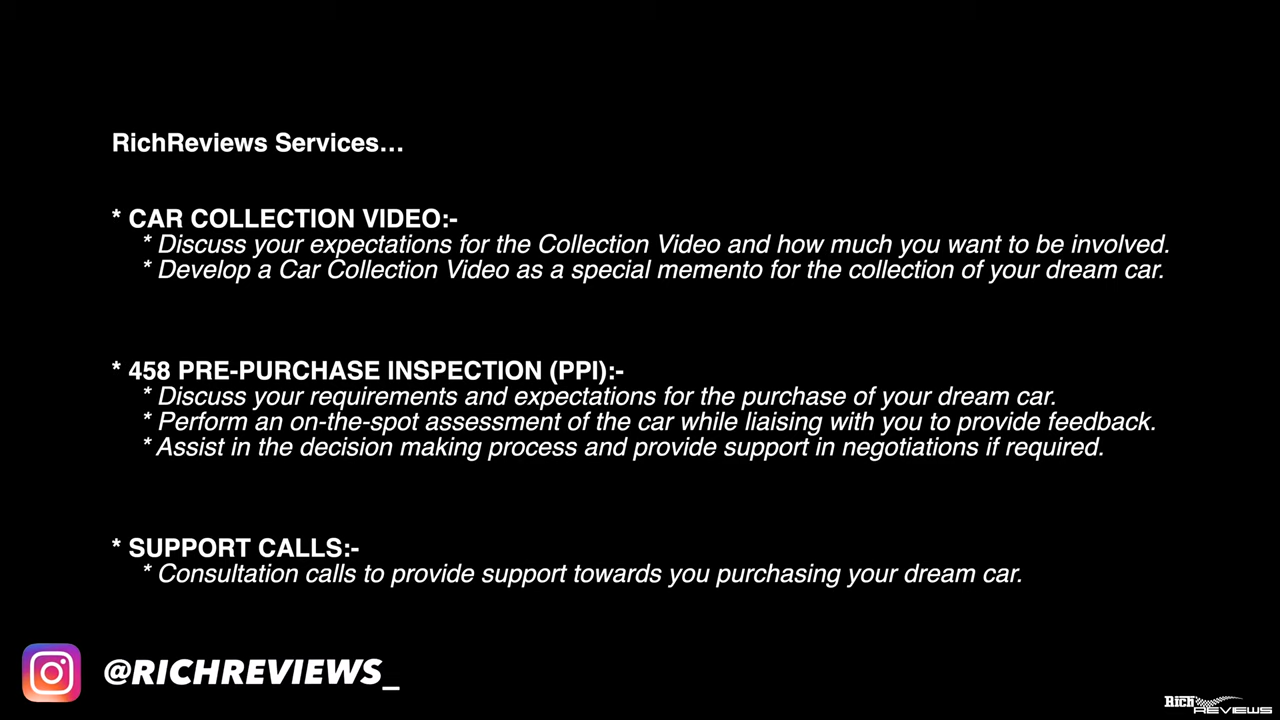 RichReviews Services…
* CAR COLLECTION VIDEO:-
* Discuss your expectations for the Collection Video and how much you want to be involved.
* Develop a Car Collection Video as a special memento for the collection of your dream car.
* 458 PRE-PURCHASE INSPECTION (PPI):-
* Discuss your requirements and expectations for the purchase of your dream car.
* Perform an on-the-spot assessment of the car while liaising with you to provide feedback.
* Assist in the decision making process and provide support in negotiations if required.
* SUPPORT CALLS:-
* Consultation calls to provide support towards you purchasing your dream car.
@RICHREVIEWS_
Rich
REVIEWS